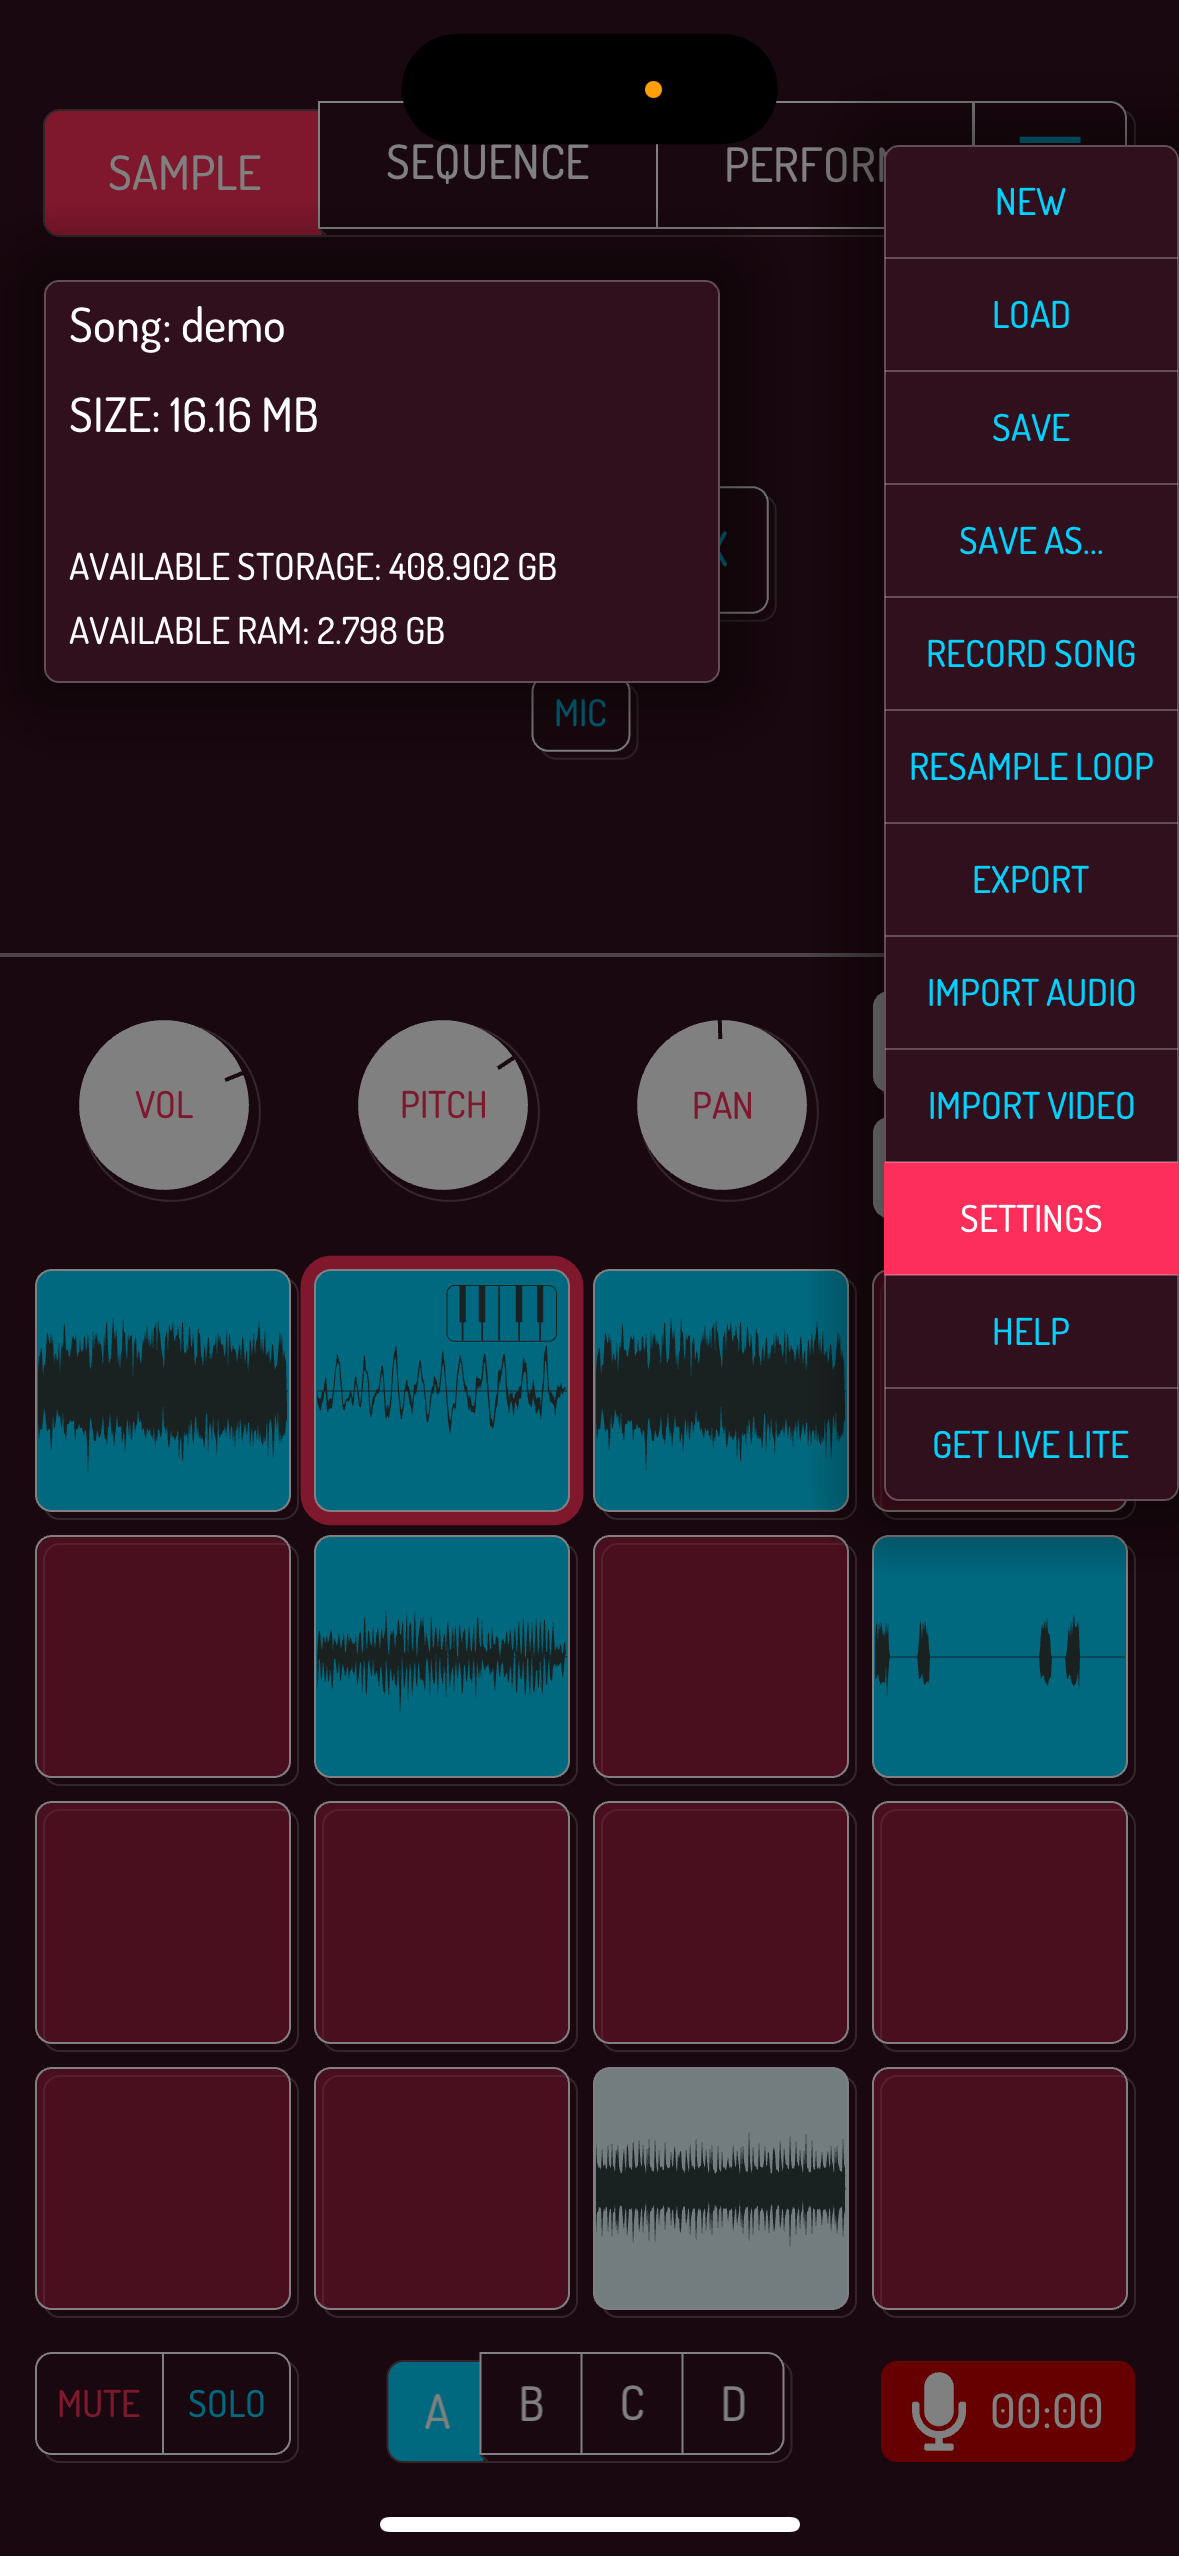 SAMPLE
SEQUENCE
PERFORM
NEW
LOAD
SAVE
SAVE AS...
RECORD SONG
RESAMPLE LOOP
EXPORT
IMPORT AUDIO
IMPORT VIDEO
SETTINGS
HELP
GET LIVE LITE
Song: demo
SIZE: 16.16 MB
AVAILABLE STORAGE: 408.902 GB
AVAILABLE RAM: 2.798 GB
MIC
VOL
PITCH
PAN
MUTE
SOLO
A
B
C
D
00:00